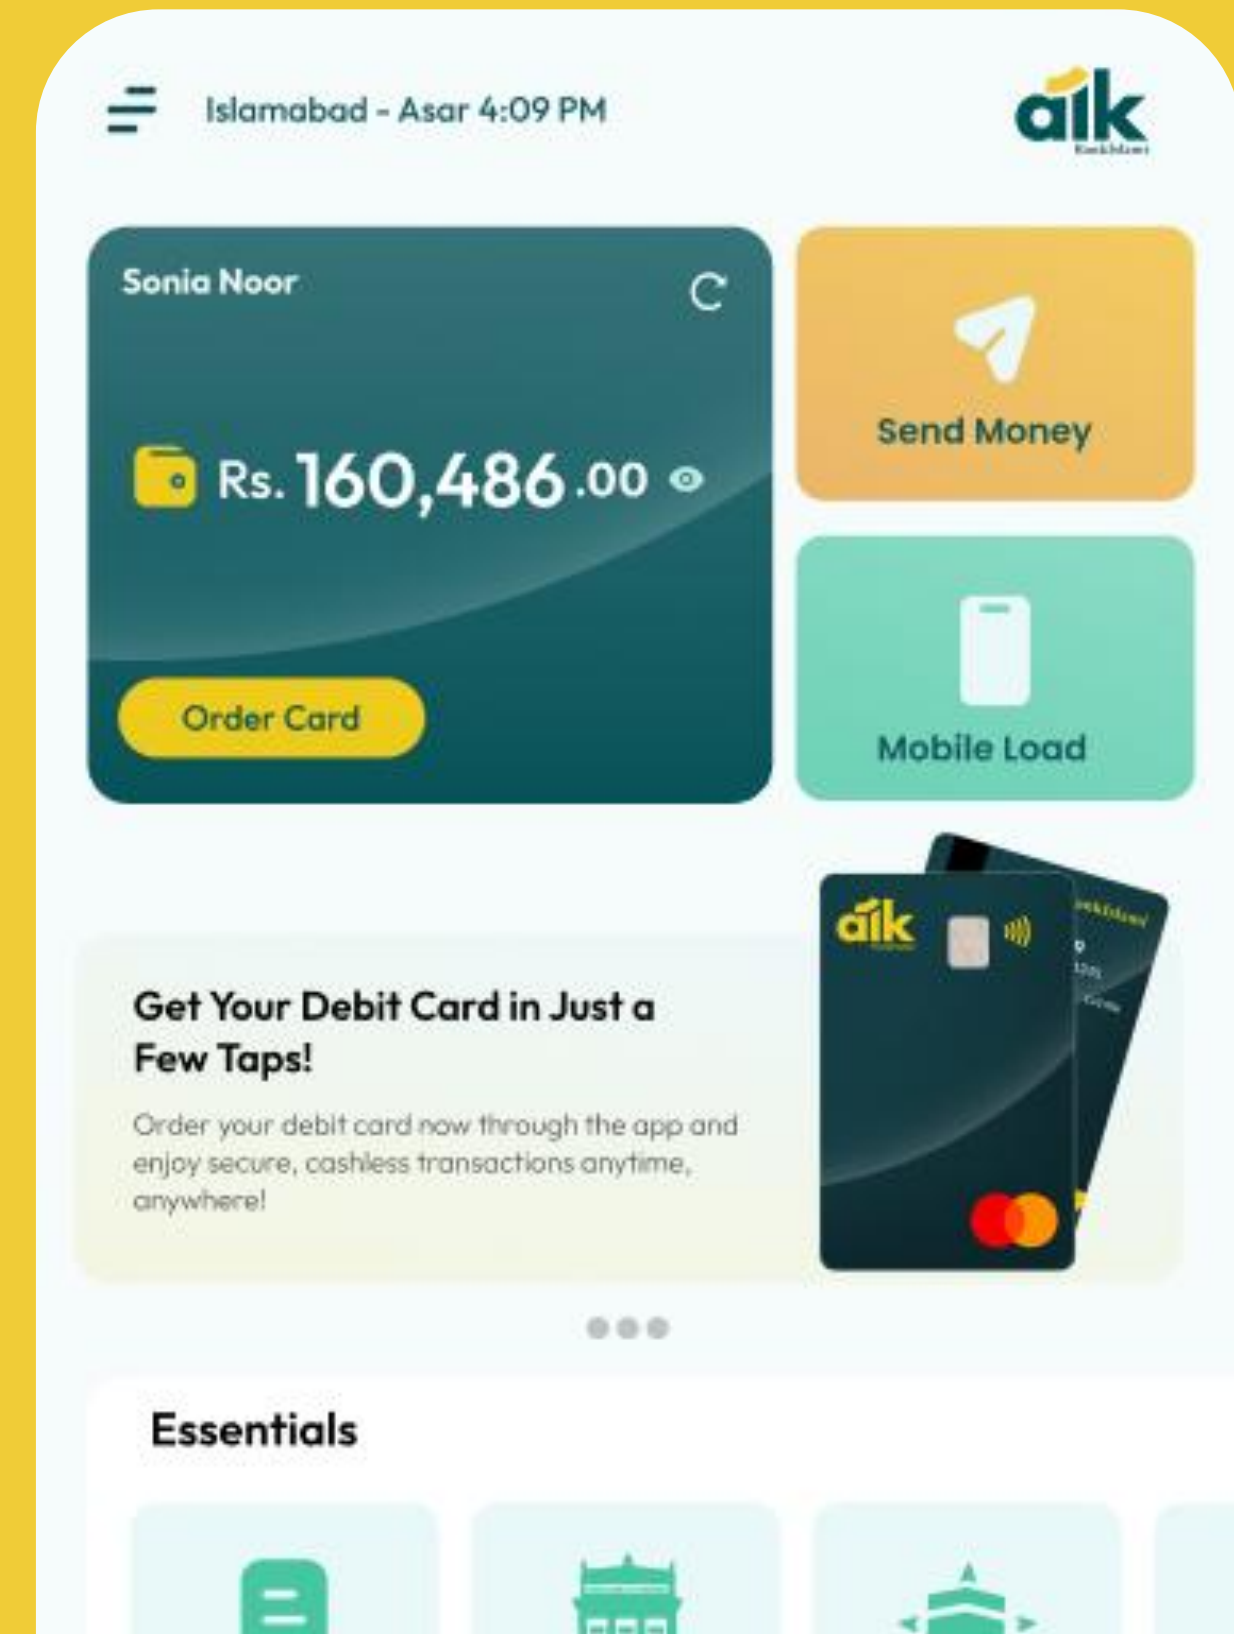 Islamabad - Asar 4:09 PM
aik
BankIslami
Sonia Noor
Rs. 160,486.00
Order Card
Send Money
Mobile Load
aik
BankIslami
Get Your Debit Card in Just a
Few Taps!
Order your debit card now through the app and
enjoy secure, cashless transactions anytime,
anywhere!
Essentials